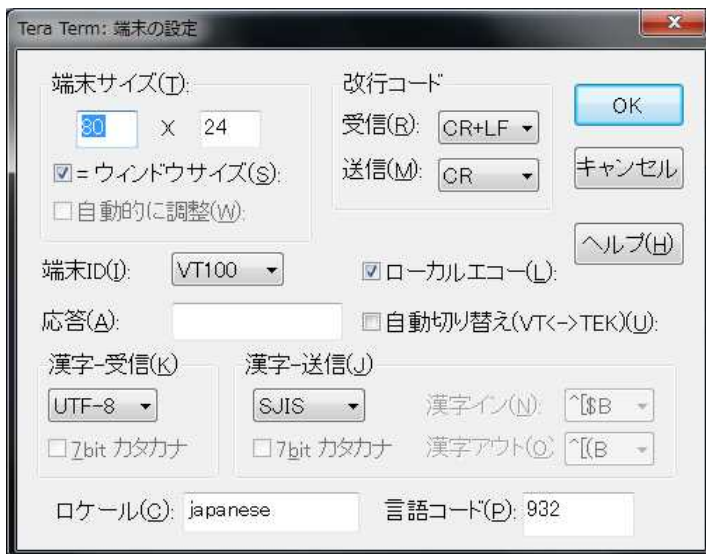 Tera Term: 端末の設定
端末サイズ(T):
80 X 24
= ウィンドウサイズ(S):
自動的に調整(W):
改行コード
受信(R): CR+LF
送信(M): CR
OK
キャンセル
ヘルプ(H)
端末ID(I): VT100
ローカルエコー(L):
応答(A):
自動切り替え(VT<->TEK)(U):
漢字-受信(K)
UTF-8
7bit カタカナ
漢字-送信(J)
SJIS
7bit カタカナ
漢字イン(N): ^[$B
漢字アウト(O) ^[(B
ロケール(C): japanese
言語コード(P): 932